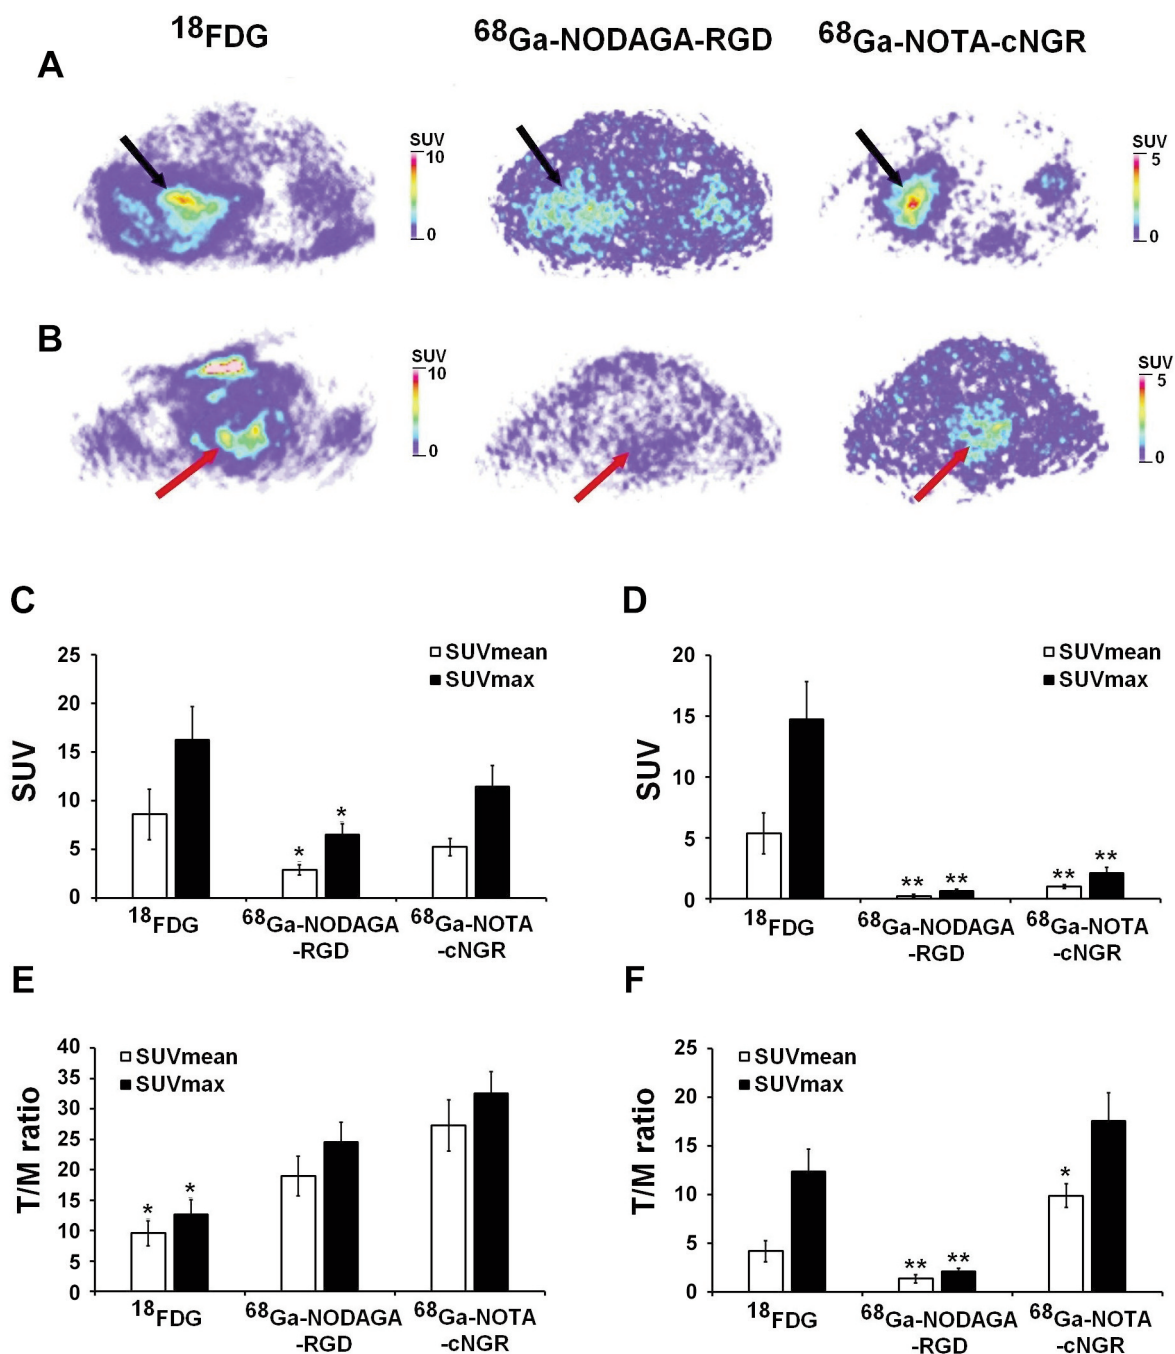 18FDG 68Ga-NODAGA-RGD 68Ga-NOTA-cNGR
A
SUV
10
0
SUV
5
0
B
SUV
10
0
SUV
5
0
C
SUVmean
SUVmax
25
20
15
10
5
0
SUV
* *
18FDG 68Ga-NODAGA 68Ga-NOTA
-RGD -cNGR
D
SUVmean
SUVmax
20
15
10
5
0
SUV
** ** ** **
18FDG 68Ga-NODAGA 68Ga-NOTA
-RGD -cNGR
E
SUVmean
SUVmax
40
35
30
25
20
15
10
5
0
T/M ratio
* *
18FDG 68Ga-NODAGA 68Ga-NOTA
-RGD -cNGR
F
SUVmean
SUVmax
25
20
15
10
5
0
T/M ratio
** ** *
18FDG 68Ga-NODAGA 68Ga-NOTA
-RGD -cNGR